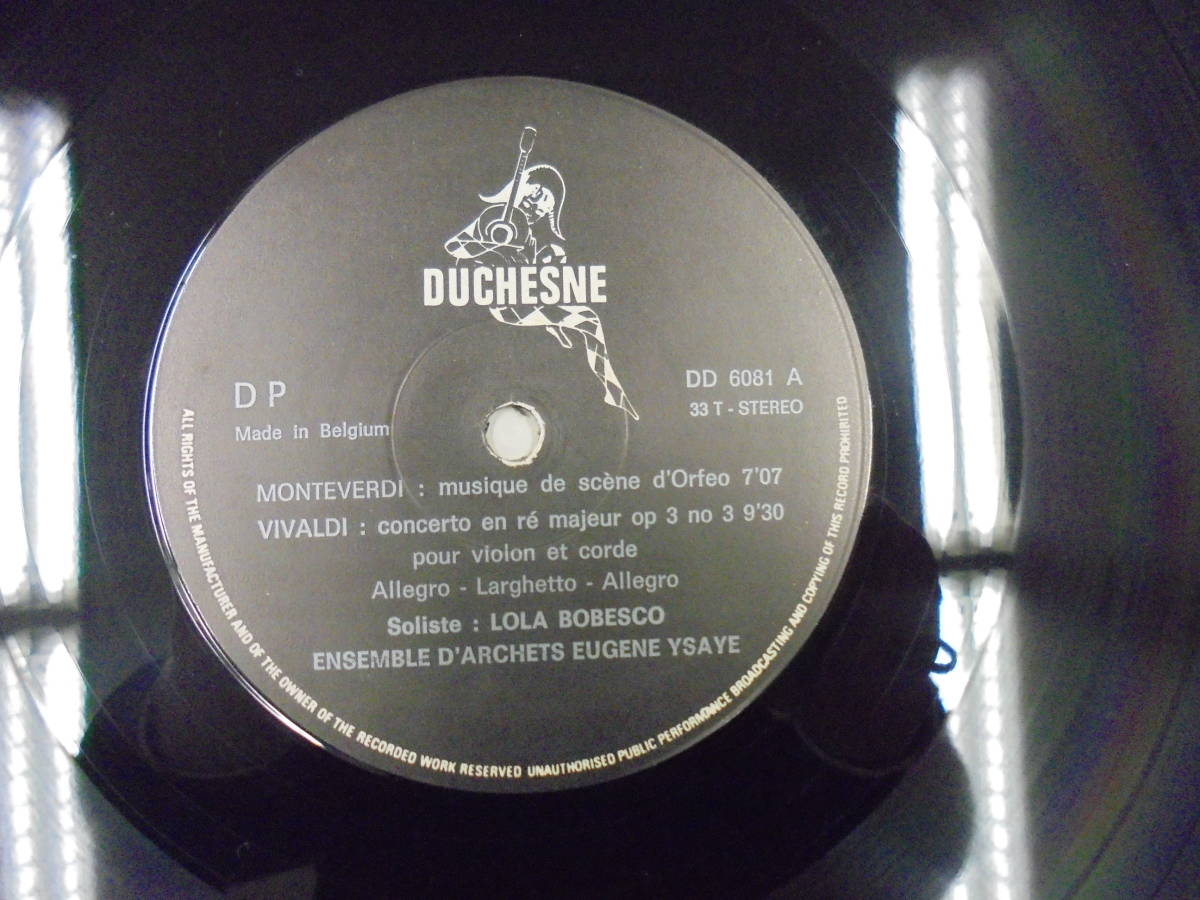 DUCHESNE
DP
DD 6081 A
Made in Belgium
33 T - STEREO
MONTEVERDI : musique de scène d'Orfeo 7'07
VIVALDI : concerto en ré majeur op 3 no 3 9'30
pour violon et corde
Allegro - Larghetto - Allegro
Soliste : LOLA BOBESCO
ENSEMBLE D'ARCHETS EUGENE YSAYE
ALL RIGHTS OF THE MANUFACTURER AND OF THE OWNER OF THE RECORDED WORK RESERVED UNAUTHORISED PUBLIC PERFORMANCE BROADCASTING AND COPYING OF THIS RECORD PROHIBITED